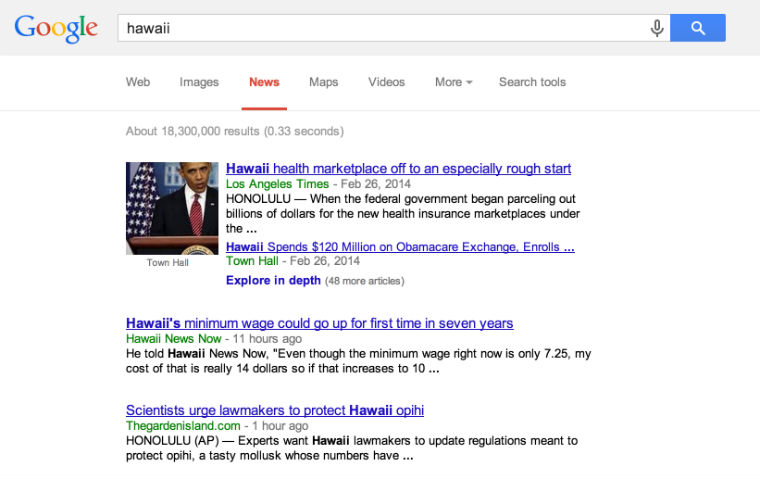 Google
hawaii
Web Images News Maps Videos More Search tools
About 18,300,000 results (0.33 seconds)
Hawaii health marketplace off to an especially rough start
Los Angeles Times - Feb 26, 2014
HONOLULU — When the federal government began parceling out
billions of dollars for the new health insurance marketplaces under
the ...
Hawaii Spends $120 Million on Obamacare Exchange, Enrolls ...
Town Hall - Feb 26, 2014
Town Hall
Explore in depth (48 more articles)
Hawaii's minimum wage could go up for first time in seven years
Hawaii News Now - 11 hours ago
He told Hawaii News Now, "Even though the minimum wage right now is only 7.25, my
cost of that is really 14 dollars so if that increases to 10 ...
Scientists urge lawmakers to protect Hawaii opihi
Thegardenisland.com - 1 hour ago
HONOLULU (AP) — Experts want Hawaii lawmakers to update regulations meant to
protect opihi, a tasty mollusk whose numbers have ...